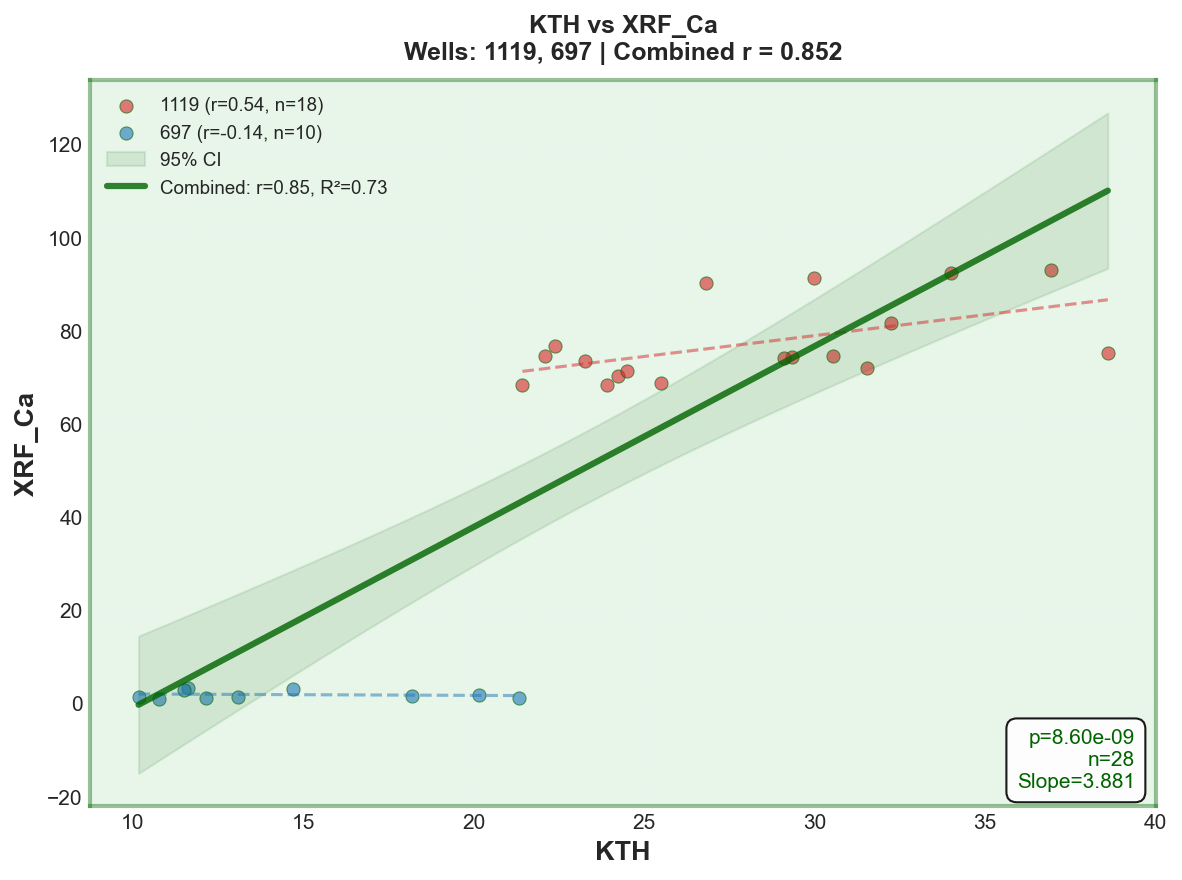 KTH vs XRF_Ca
Wells: 1119, 697 | Combined r = 0.852
1119 (r=0.54, n=18)
697 (r=-0.14, n=10)
95% CI
Combined: r=0.85, R²=0.73
120
100
80
60
40
20
0
−20
XRF_Ca
p=8.60e-09
n=28
Slope=3.881
10
15
20
25
30
35
40
KTH